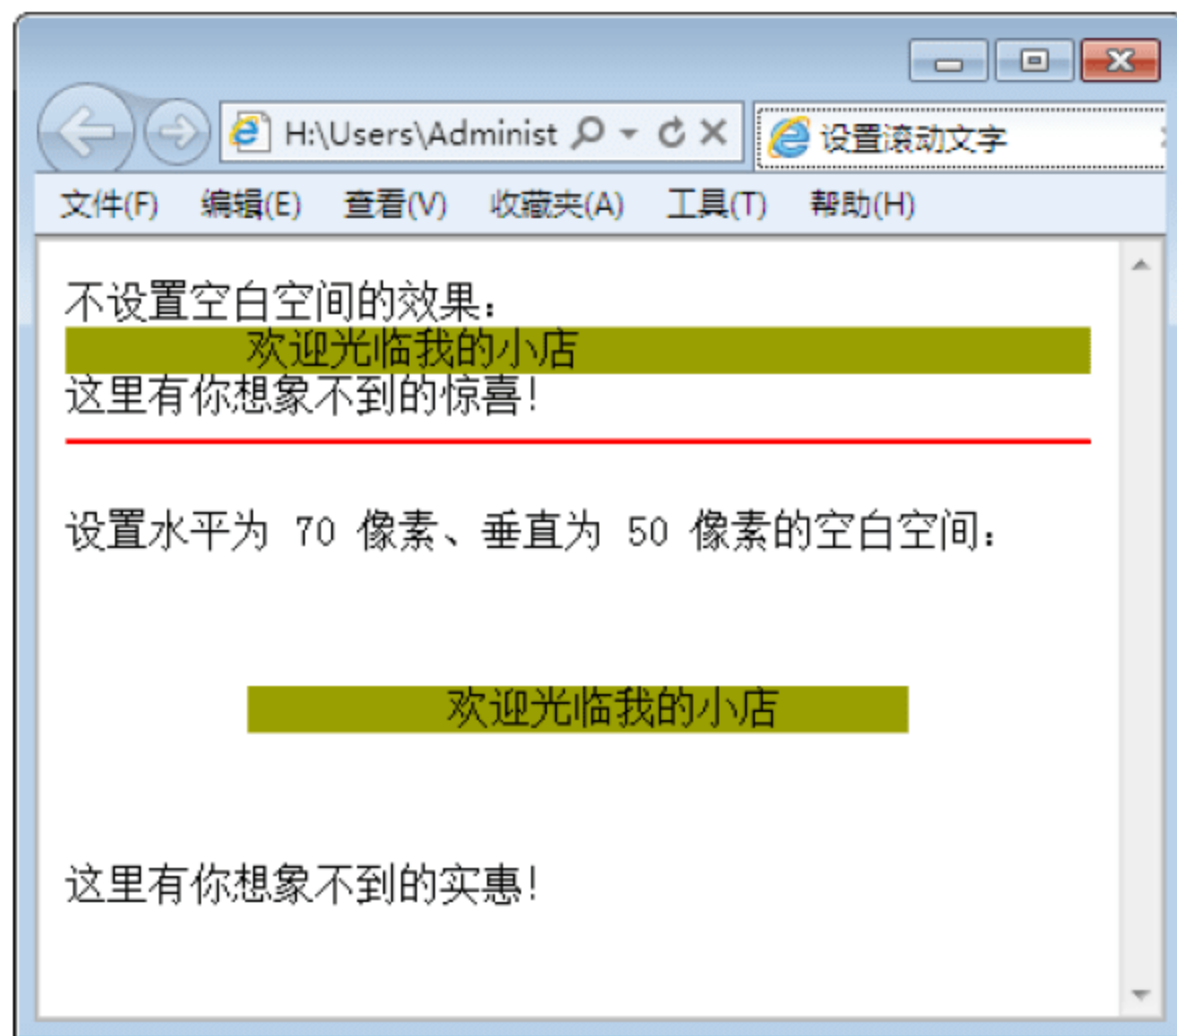 H:\Users\Administ
设置滚动文字
文件(F) 编辑(E) 查看(V) 收藏夹(A) 工具(T) 帮助(H)
不设置空白空间的效果：
欢迎光临我的小店
这里有你想象不到的惊喜!
设置水平为 70 像素、垂直为 50 像素的空白空间：
欢迎光临我的小店
这里有你想象不到的实惠!